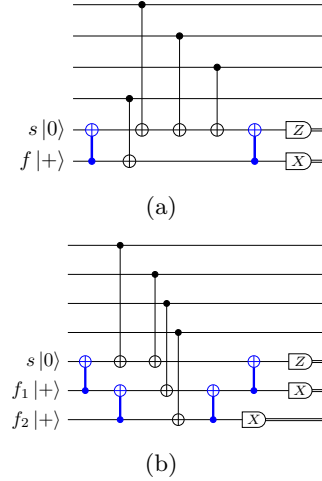 s |0⟩ Z
f |+⟩ X
(a)
s |0⟩ Z
f₁ |+⟩ X
f₂ |+⟩ X
(b)